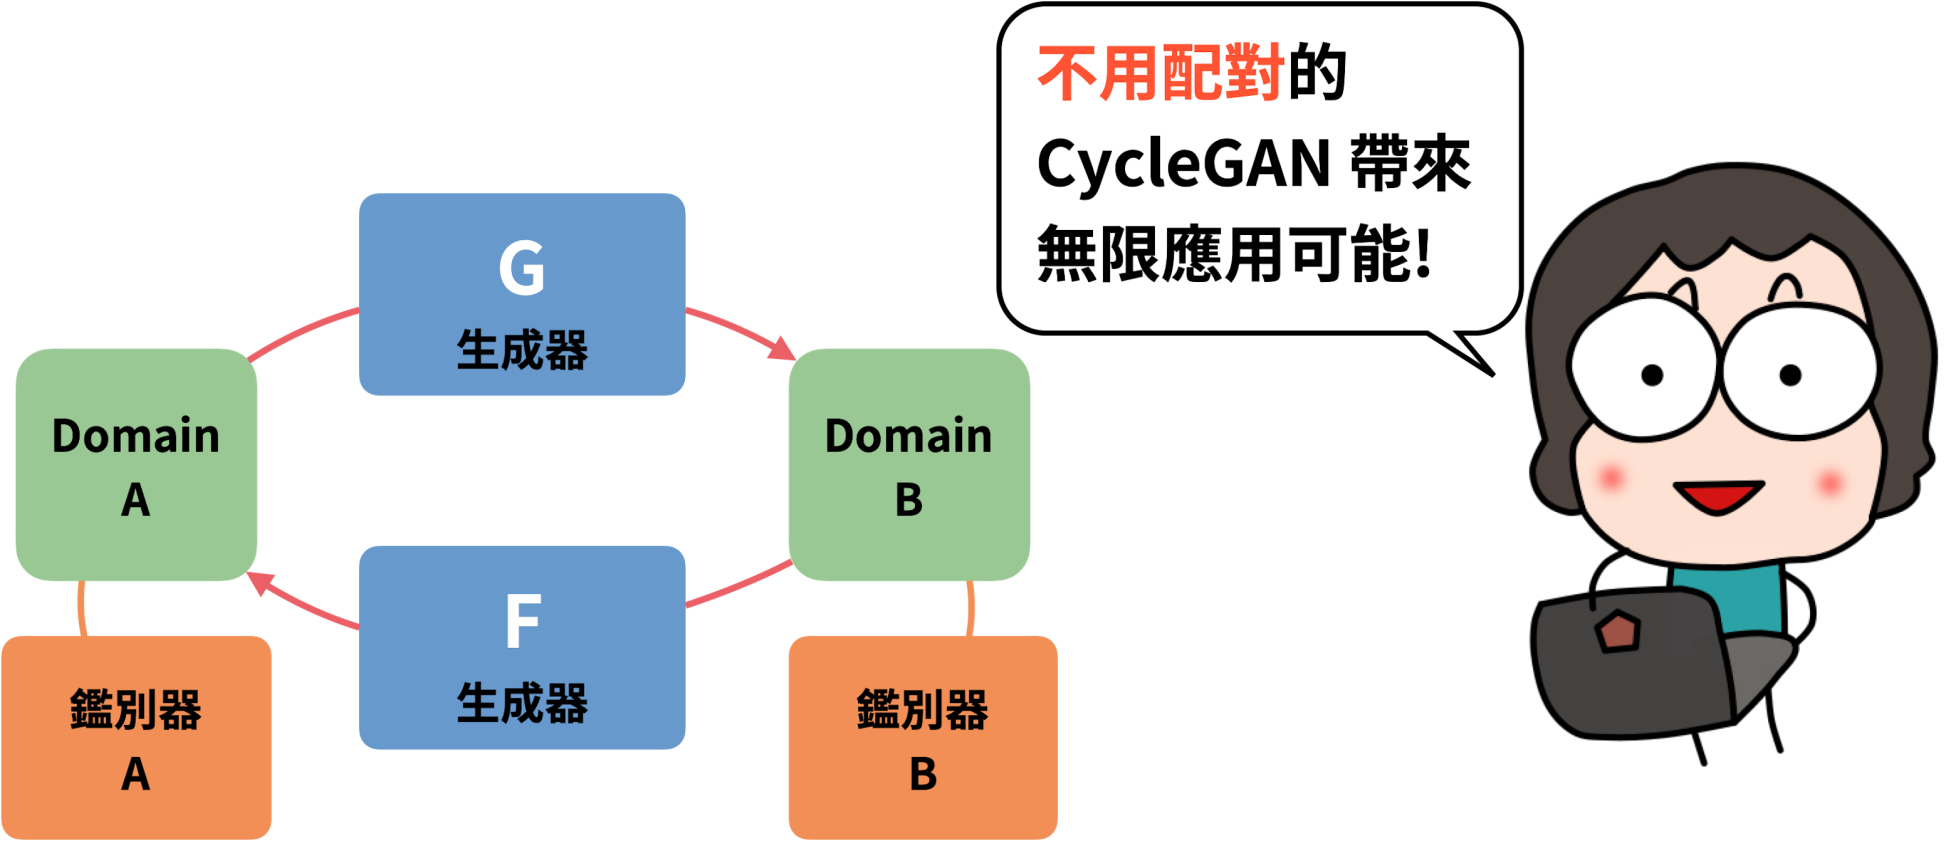 不用配對的
CycleGAN 帶來
無限應用可能!
G
生成器
Domain
A
Domain
B
F
生成器
鑑別器
A
鑑別器
B